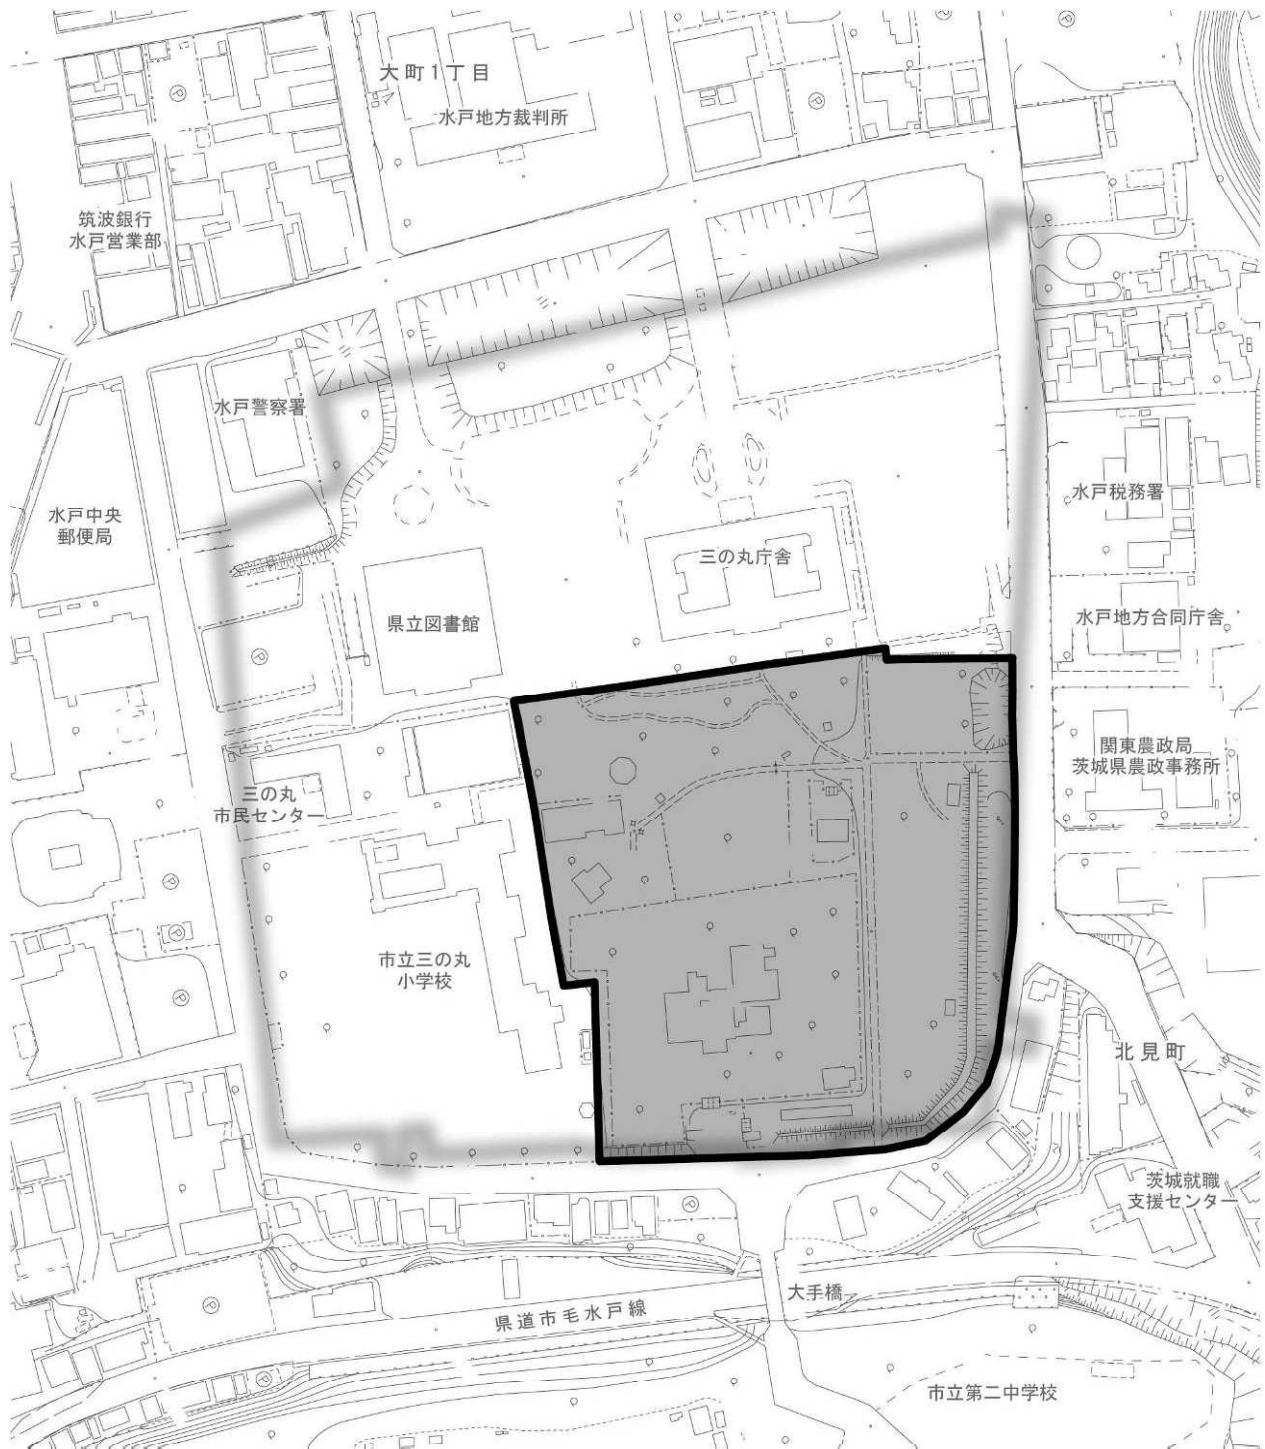 大町1丁目
水戸地方裁判所
筑波銀行
水戸営業部
水戸警察署
水戸中央
郵便局
水戸税務署
三の丸庁舎
県立図書館
水戸地方合同庁舎
関東農政局
茨城県農政事務所
三の丸
市民センター
市立三の丸
小学校
北見町
茨城就職
支援センター
大手橋
県道市毛水戸線
市立第二中学校